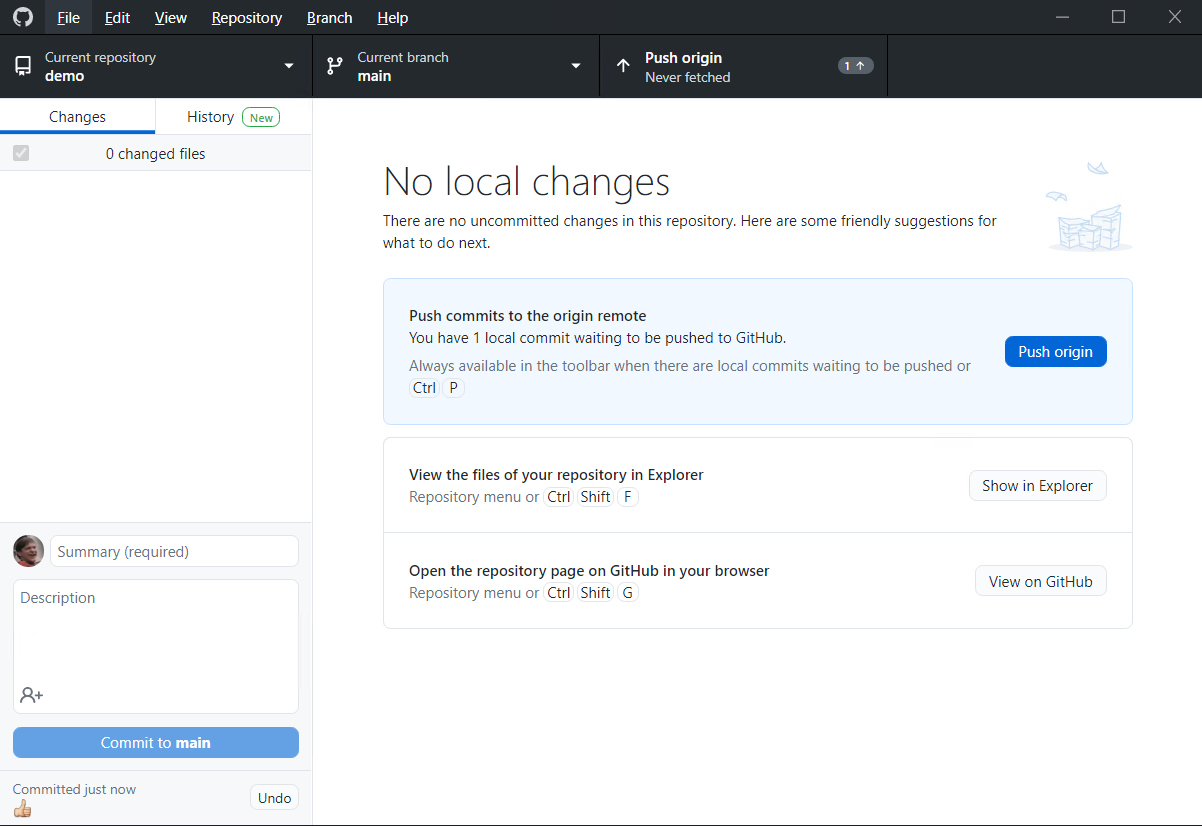 File Edit View Repository Branch Help
Current repository
demo
Current branch
main
Push origin
Never fetched
1
Changes
History New
0 changed files
No local changes
There are no uncommitted changes in this repository. Here are some friendly suggestions for
what to do next.
Push commits to the origin remote
You have 1 local commit waiting to be pushed to GitHub.
Always available in the toolbar when there are local commits waiting to be pushed or
Ctrl P
Push origin
View the files of your repository in Explorer
Repository menu or Ctrl Shift F
Show in Explorer
Open the repository page on GitHub in your browser
Repository menu or Ctrl Shift G
View on GitHub
Summary (required)
Description
Commit to main
Committed just now
👍🏼
Undo